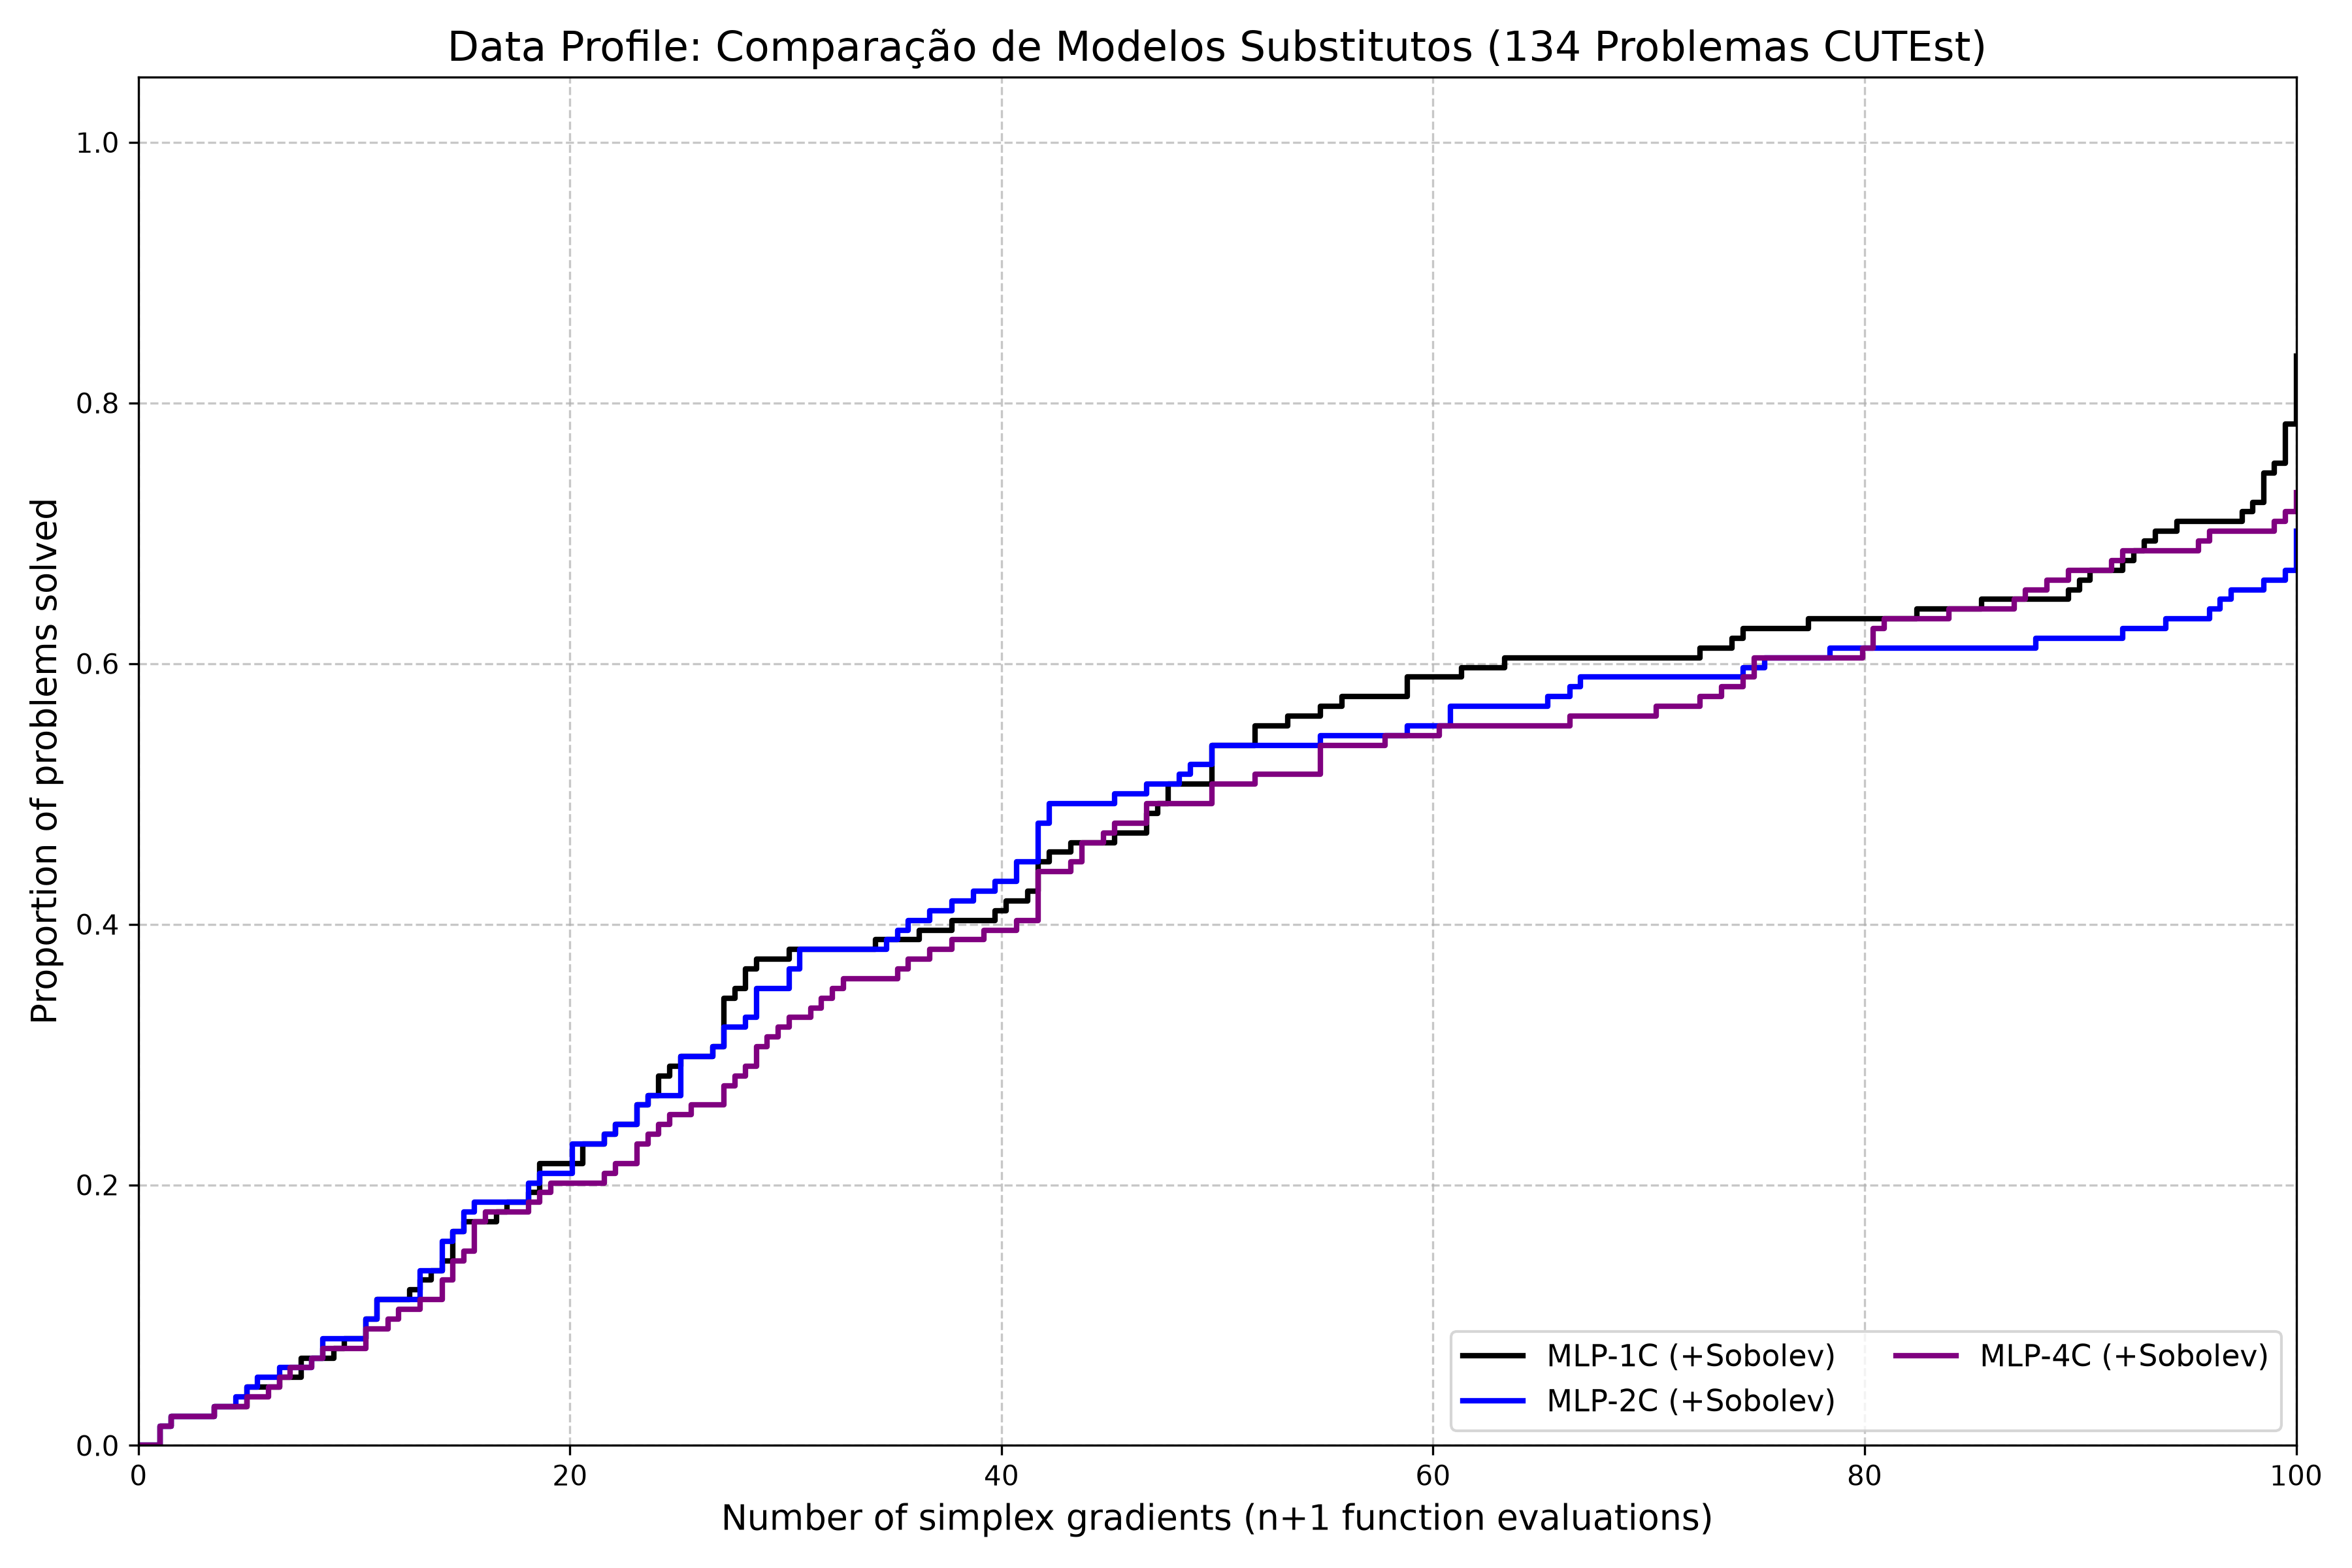 Data Profile: Comparação de Modelos Substitutos (134 Problemas CUTEst)
Proportion of problems solved
1.0
0.8
0.6
0.4
0.2
0.0
0 20 40 60 80 100
Number of simplex gradients (n+1 function evaluations)
MLP-1C (+Sobolev)
MLP-2C (+Sobolev)
MLP-4C (+Sobolev)